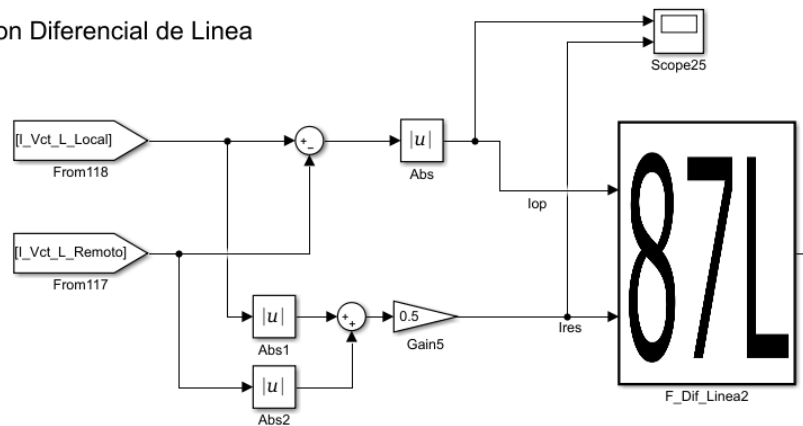 on Diferencial de Linea
Scope25
[I_Vct_L_Local]
From118
+
−
|u|
Abs
Iop
[I_Vct_L_Remoto]
From117
|u|
Abs1
+
+
0.5
Gain5
Ires
|u|
Abs2
87L
F_Dif_Linea2